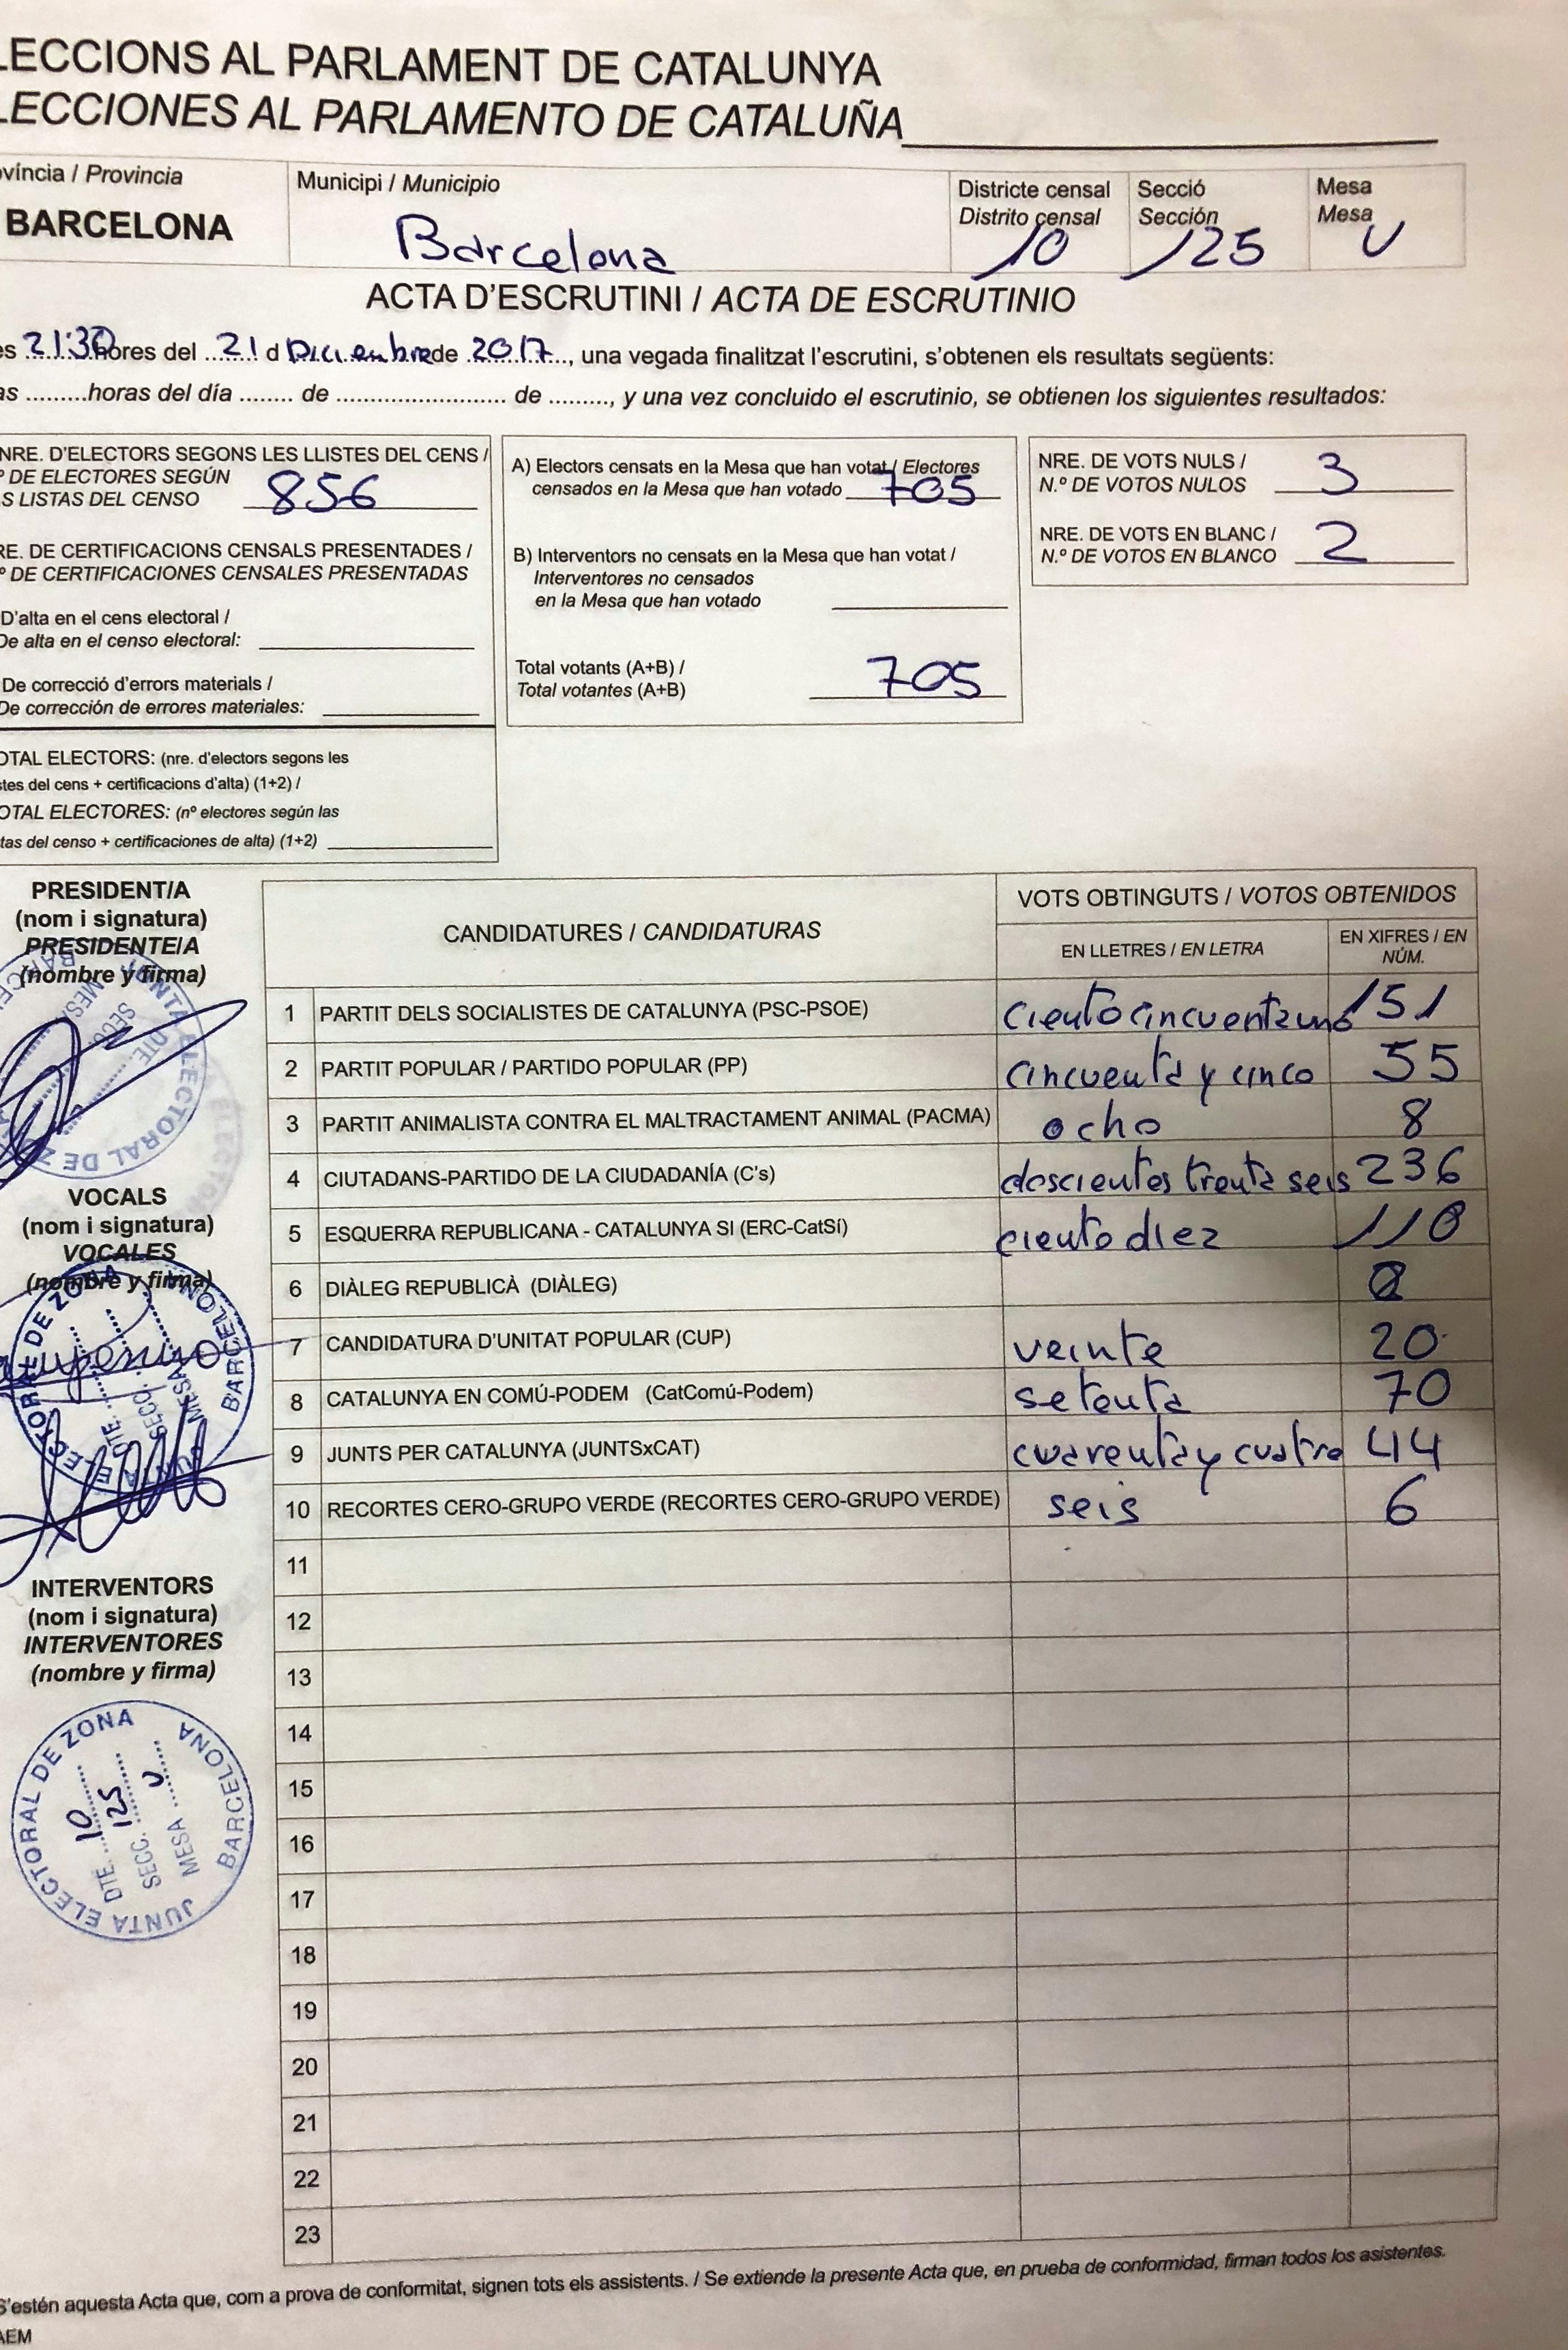 LECCIONS AL PARLAMENT DE CATALUNYA
LECCIONES AL PARLAMENTO DE CATALUÑA
ovincia / Provincia
BARCELONA
Municipi / Municipio
Barcelona
Districte censal
Distrito censal
10
Secció
Sección
125
Mesa
Mesa
U
ACTA D'ESCRUTINI / ACTA DE ESCRUTINIO
es 21:30 hores del 21 d Diciembre de 2017, una vegada finalitzat l'escrutini, s'obtenen els resultats següents:
as ..........horas del día ........ de ........................ de ........, y una vez concluido el escrutinio, se obtienen los siguientes resultados:
NRE. D'ELECTORS SEGONS LES LLISTES DEL CENS /
º DE ELECTORES SEGÚN
S LISTAS DEL CENSO
856
RE. DE CERTIFICACIONS CENSALS PRESENTADES /
º DE CERTIFICACIONES CENSALES PRESENTADAS
D'alta en el cens electoral /
De alta en el censo electoral:
De correcció d'errors materials /
De corrección de errores materiales:
OTAL ELECTORS: (nre. d'electors segons les
stes del cens + certificacions d'alta) (1+2) /
OTAL ELECTORES: (nº electores según las
tas del censo + certificaciones de alta) (1+2)
A) Electors censats en la Mesa que han votat / Electores
censados en la Mesa que han votado
705
B) Interventors no censats en la Mesa que han votat /
Interventores no censados
en la Mesa que han votado
Total votants (A+B) /
Total votantes (A+B)
705
NRE. DE VOTS NULS /
N.º DE VOTOS NULOS
3
NRE. DE VOTS EN BLANC /
N.º DE VOTOS EN BLANCO
2
PRESIDENTIA
(nom i signatura)
PRESIDENTEIA
(nombre y firma)
VOCALS
(nom i signatura)
VOCALES
(nombre y firma)
INTERVENTORS
(nom i signatura)
INTERVENTORES
(nombre y firma)
JUNTA ELECTORAL DE ZONA
DTE. 10
SECC. 125
MESA U
BARCELONA
JUNTA ELECTORAL DE ZONA
DTE.
SECC.
MESA
BARCELONA
CANDIDATURES / CANDIDATURAS
VOTS OBTINGUTS / VOTOS OBTENIDOS
EN LLETRES / EN LETRA
EN XIFRES / EN NÚM.
1 PARTIT DELS SOCIALISTES DE CATALUNYA (PSC-PSOE) ciento cincuenta uno 151
2 PARTIT POPULAR / PARTIDO POPULAR (PP) cincuenta y cinco 55
3 PARTIT ANIMALISTA CONTRA EL MALTRACTAMENT ANIMAL (PACMA) ocho 8
4 CIUTADANS-PARTIDO DE LA CIUDADANÍA (C's) doscientos treinta seis 236
5 ESQUERRA REPUBLICANA - CATALUNYA SI (ERC-CatSí) ciento diez 110
6 DIÀLEG REPUBLICÀ (DIÀLEG) 0
7 CANDIDATURA D'UNITAT POPULAR (CUP) veinte 20
8 CATALUNYA EN COMÚ-PODEM (CatComú-Podem) setenta 70
9 JUNTS PER CATALUNYA (JUNTSxCAT) cuarenta y cuatro 44
10 RECORTES CERO-GRUPO VERDE (RECORTES CERO-GRUPO VERDE) seis 6
11
12
13
14
15
16
17
18
19
20
21
22
23
S'estén aquesta Acta que, com a prova de conformitat, signen tots els assistents. / Se extiende la presente Acta que, en prueba de conformidad, firman todos los asistentes.
AEM